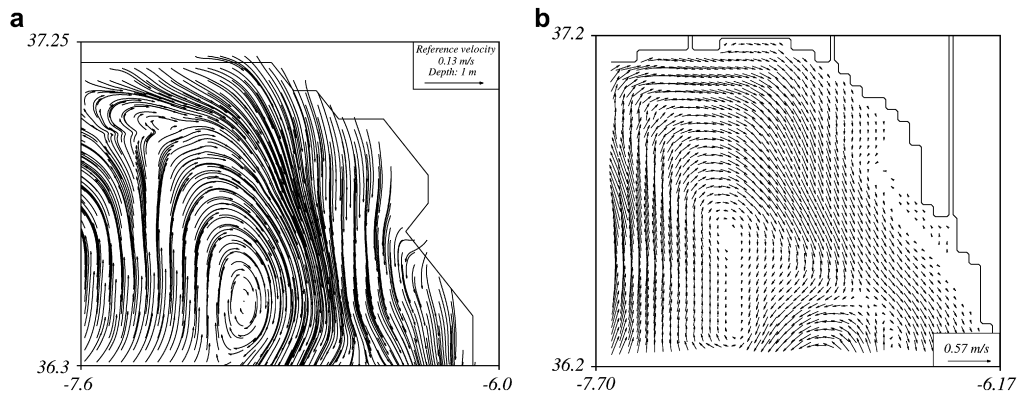 a
37.25
Reference velocity
0.13 m/s
Depth: 1 m
36.3
-7.6
-6.0
b
37.2
0.57 m/s
36.2
-7.70
-6.17